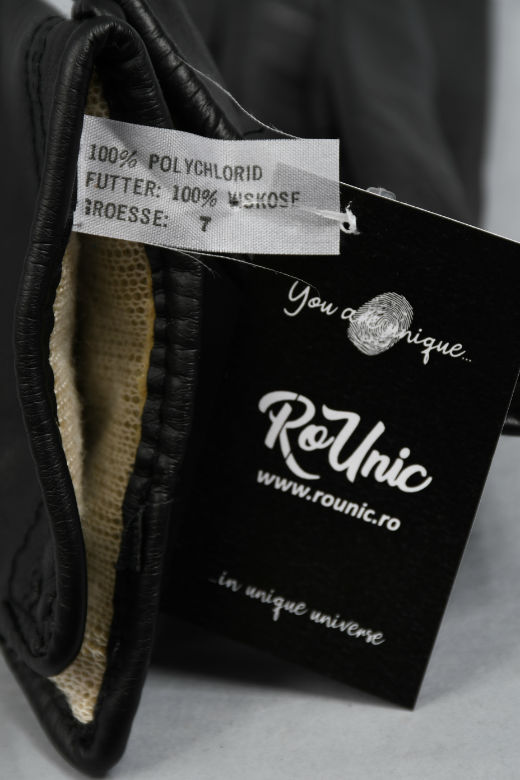 100% POLYCHLORID
FUTTER: 100% VISKOSE
GROESSE: 7
You are unique...
RoUnic
www.rounic.ro
...in unique universe